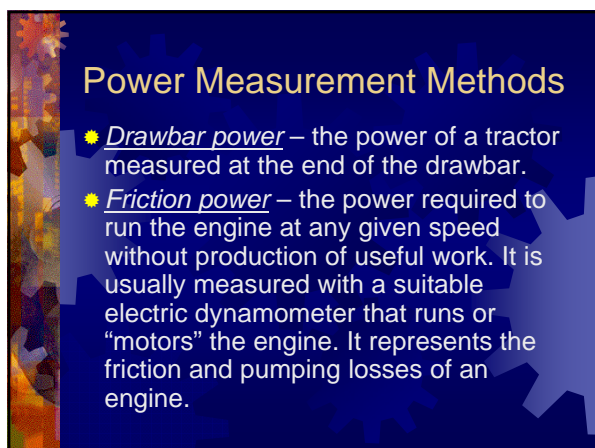 Power Measurement Methods
Drawbar power – the power of a tractor
measured at the end of the drawbar.
Friction power – the power required to
run the engine at any given speed
without production of useful work. It is
usually measured with a suitable
electric dynamometer that runs or
“motors” the engine. It represents the
friction and pumping losses of an
engine.